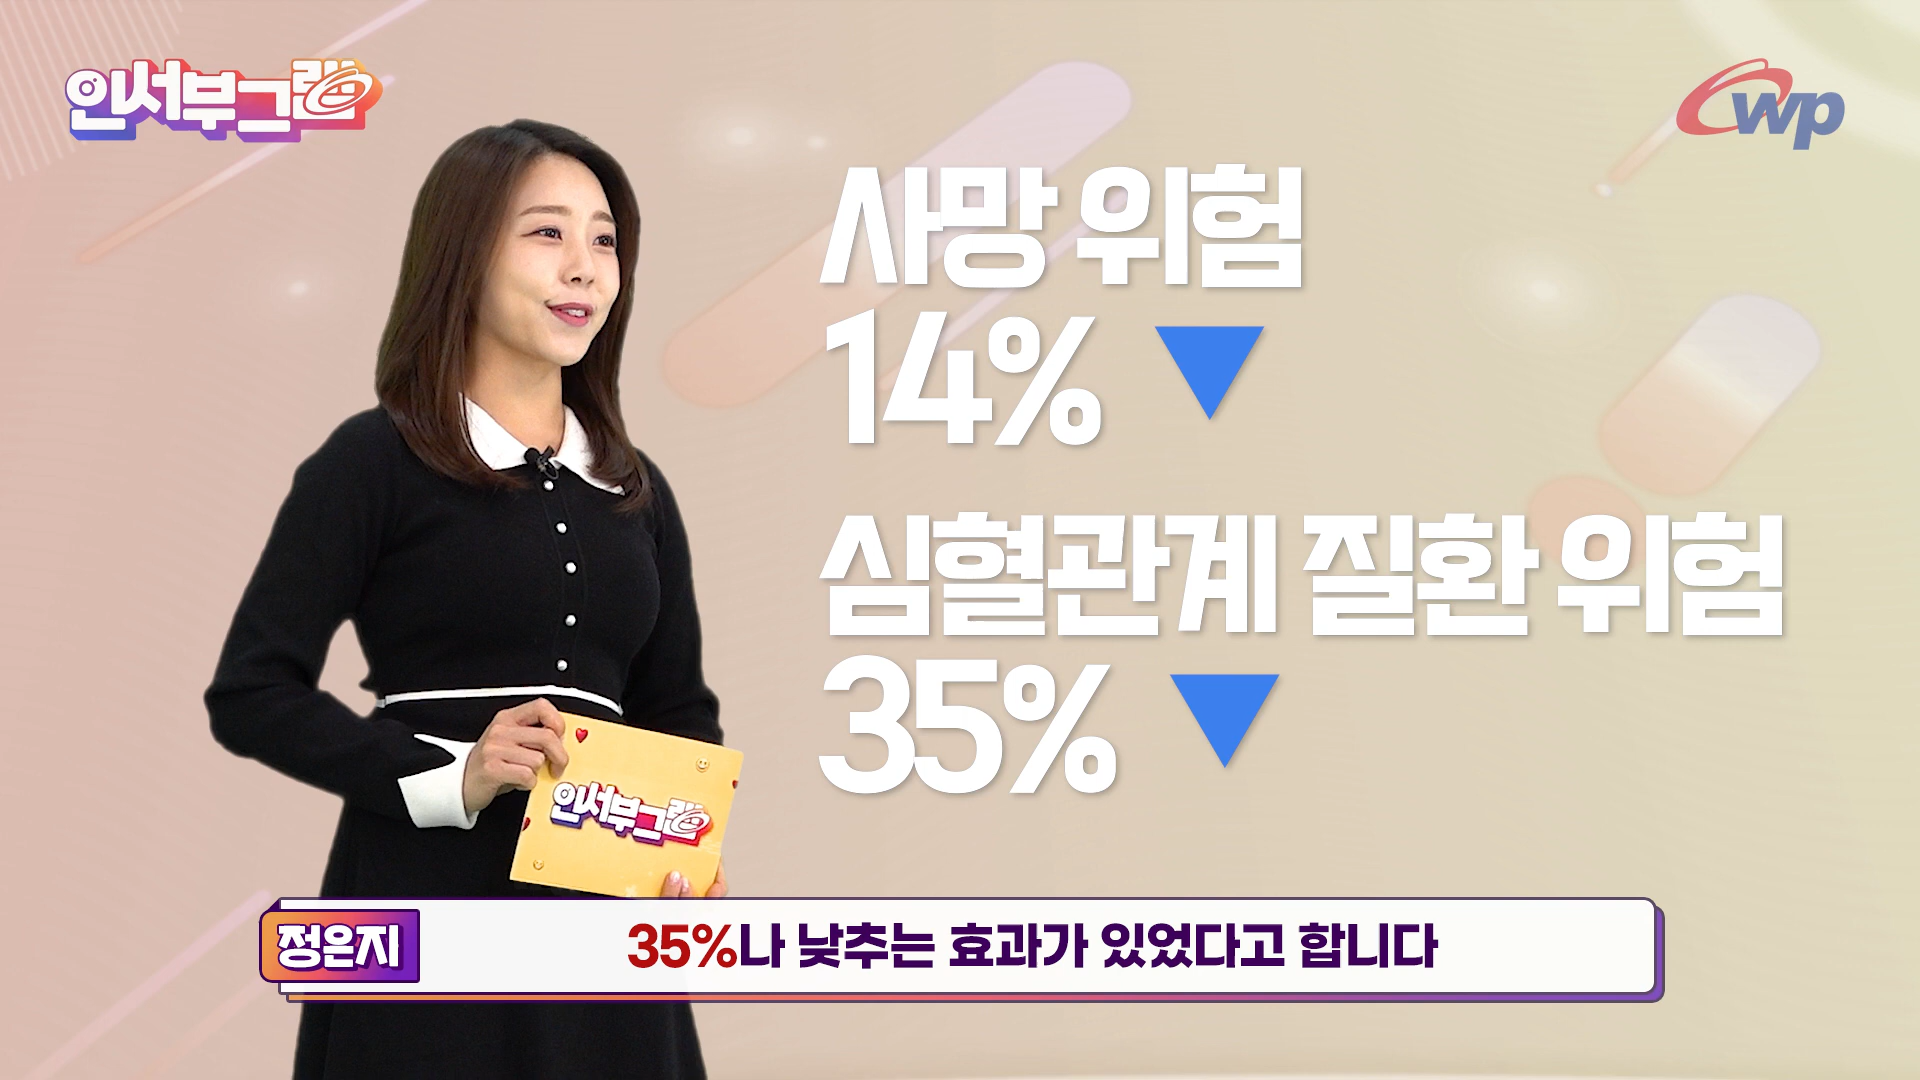 인서부그램
wp
사망 위험
14%
심혈관계 질환 위험
35%
인서부그램
정은지
35%나 낮추는 효과가 있었다고 합니다